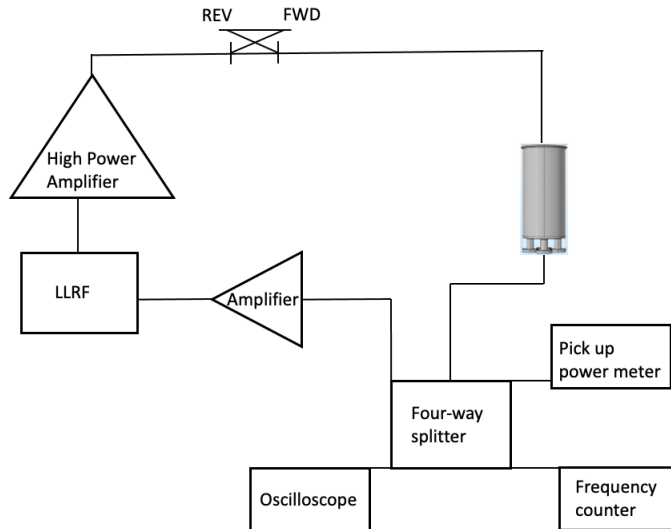 REV FWD
High Power
Amplifier
LLRF
Amplifier
Pick up
power meter
Four-way
splitter
Oscilloscope
Frequency
counter